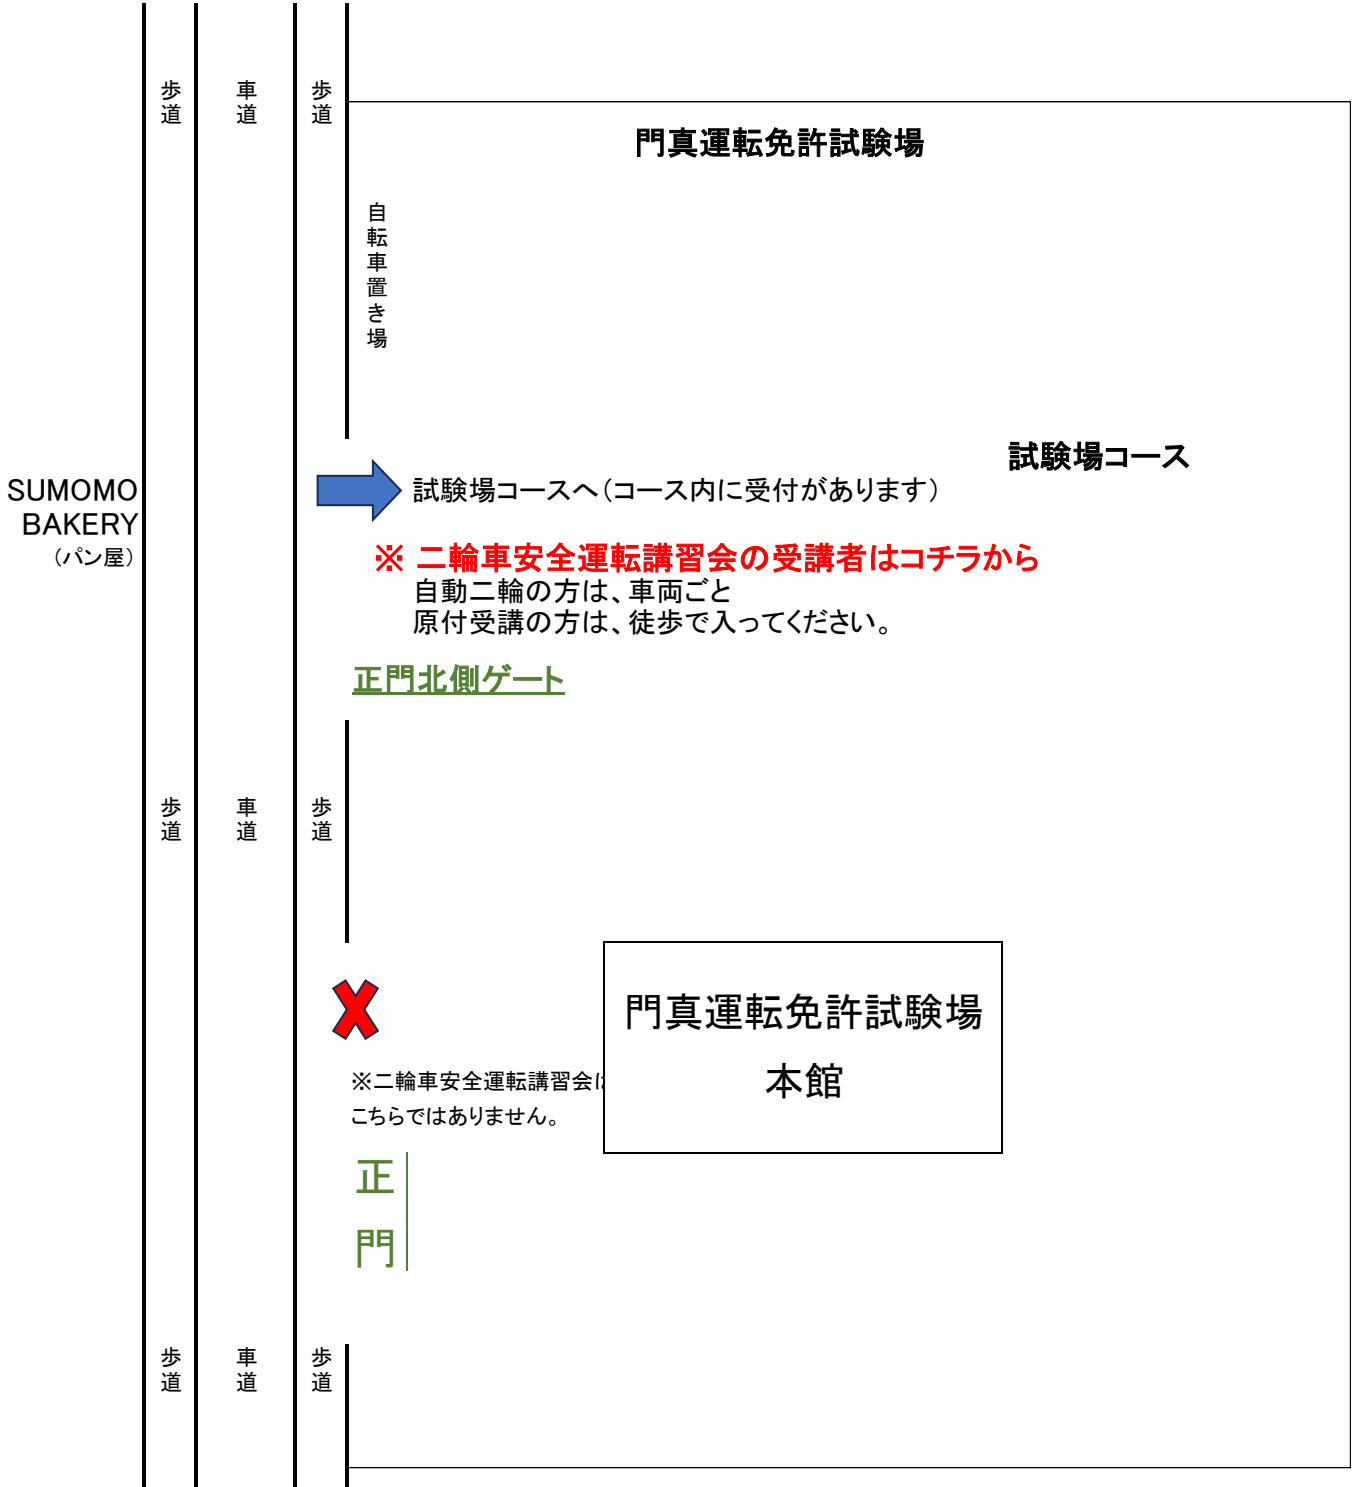 歩道
車道
歩道
門真運転免許試験場
自転車置き場
試験場コース
SUMOMO
BAKERY
（パン屋）
試験場コースへ（コース内に受付があります）
※ 二輪車安全運転講習会の受講者はコチラから
自動二輪の方は、車両ごと
原付受講の方は、徒歩で入ってください。
正門北側ゲート
歩道
車道
歩道
門真運転免許試験場
本館
※二輪車安全運転講習会は
こちらではありません。
正門
歩道
車道
歩道